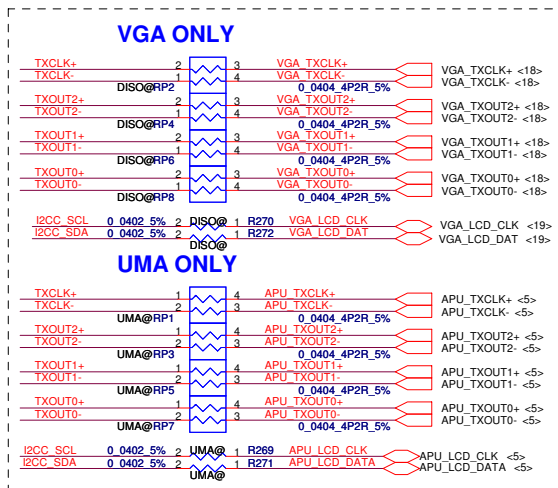 VGA ONLY
TXCLK+ 2 3 VGA_TXCLK+ VGA_TXCLK+ <18>
TXCLK- 1 4 VGA_TXCLK- VGA_TXCLK- <18>
DISO@RP2 0_0404_4P2R_5%
TXOUT2+ 2 3 VGA_TXOUT2+ VGA_TXOUT2+ <18>
TXOUT2- 1 4 VGA_TXOUT2- VGA_TXOUT2- <18>
DISO@RP4 0_0404_4P2R_5%
TXOUT1+ 2 3 VGA_TXOUT1+ VGA_TXOUT1+ <18>
TXOUT1- 1 4 VGA_TXOUT1- VGA_TXOUT1- <18>
DISO@RP6 0_0404_4P2R_5%
TXOUT0+ 2 3 VGA_TXOUT0+ VGA_TXOUT0+ <18>
TXOUT0- 1 4 VGA_TXOUT0- VGA_TXOUT0- <18>
DISO@RP8 0_0404_4P2R_5%
I2CC_SCL 0_0402_5% 2 DISO@ 1 R270 VGA_LCD_CLK VGA_LCD_CLK <19>
I2CC_SDA 0_0402_5% 2 1 R272 VGA_LCD_DAT VGA_LCD_DAT <19>
DISO@
UMA ONLY
TXCLK+ 1 4 APU_TXCLK+ APU_TXCLK+ <5>
TXCLK- 2 3 APU_TXCLK- APU_TXCLK- <5>
UMA@RP1 0_0404_4P2R_5%
TXOUT2+ 1 4 APU_TXOUT2+ APU_TXOUT2+ <5>
TXOUT2- 2 3 APU_TXOUT2- APU_TXOUT2- <5>
UMA@RP3 0_0404_4P2R_5%
TXOUT1+ 1 4 APU_TXOUT1+ APU_TXOUT1+ <5>
TXOUT1- 2 3 APU_TXOUT1- APU_TXOUT1- <5>
UMA@RP5 0_0404_4P2R_5%
TXOUT0+ 1 4 APU_TXOUT0+ APU_TXOUT0+ <5>
TXOUT0- 2 3 APU_TXOUT0- APU_TXOUT0- <5>
UMA@RP7 0_0404_4P2R_5%
I2CC_SCL 0_0402_5% 2 UMA@ 1 R269 APU_LCD_CLK APU_LCD_CLK <5>
I2CC_SDA 0_0402_5% 2 1 R271 APU_LCD_DATA APU_LCD_DATA <5>
UMA@